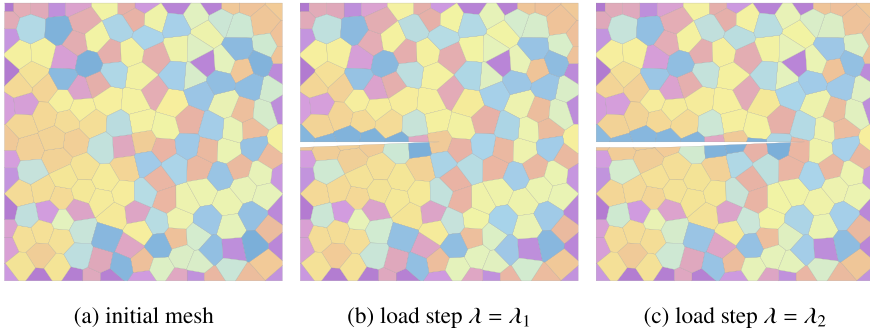 (a) initial mesh
(b) load step λ = λ₁
(c) load step λ = λ₂